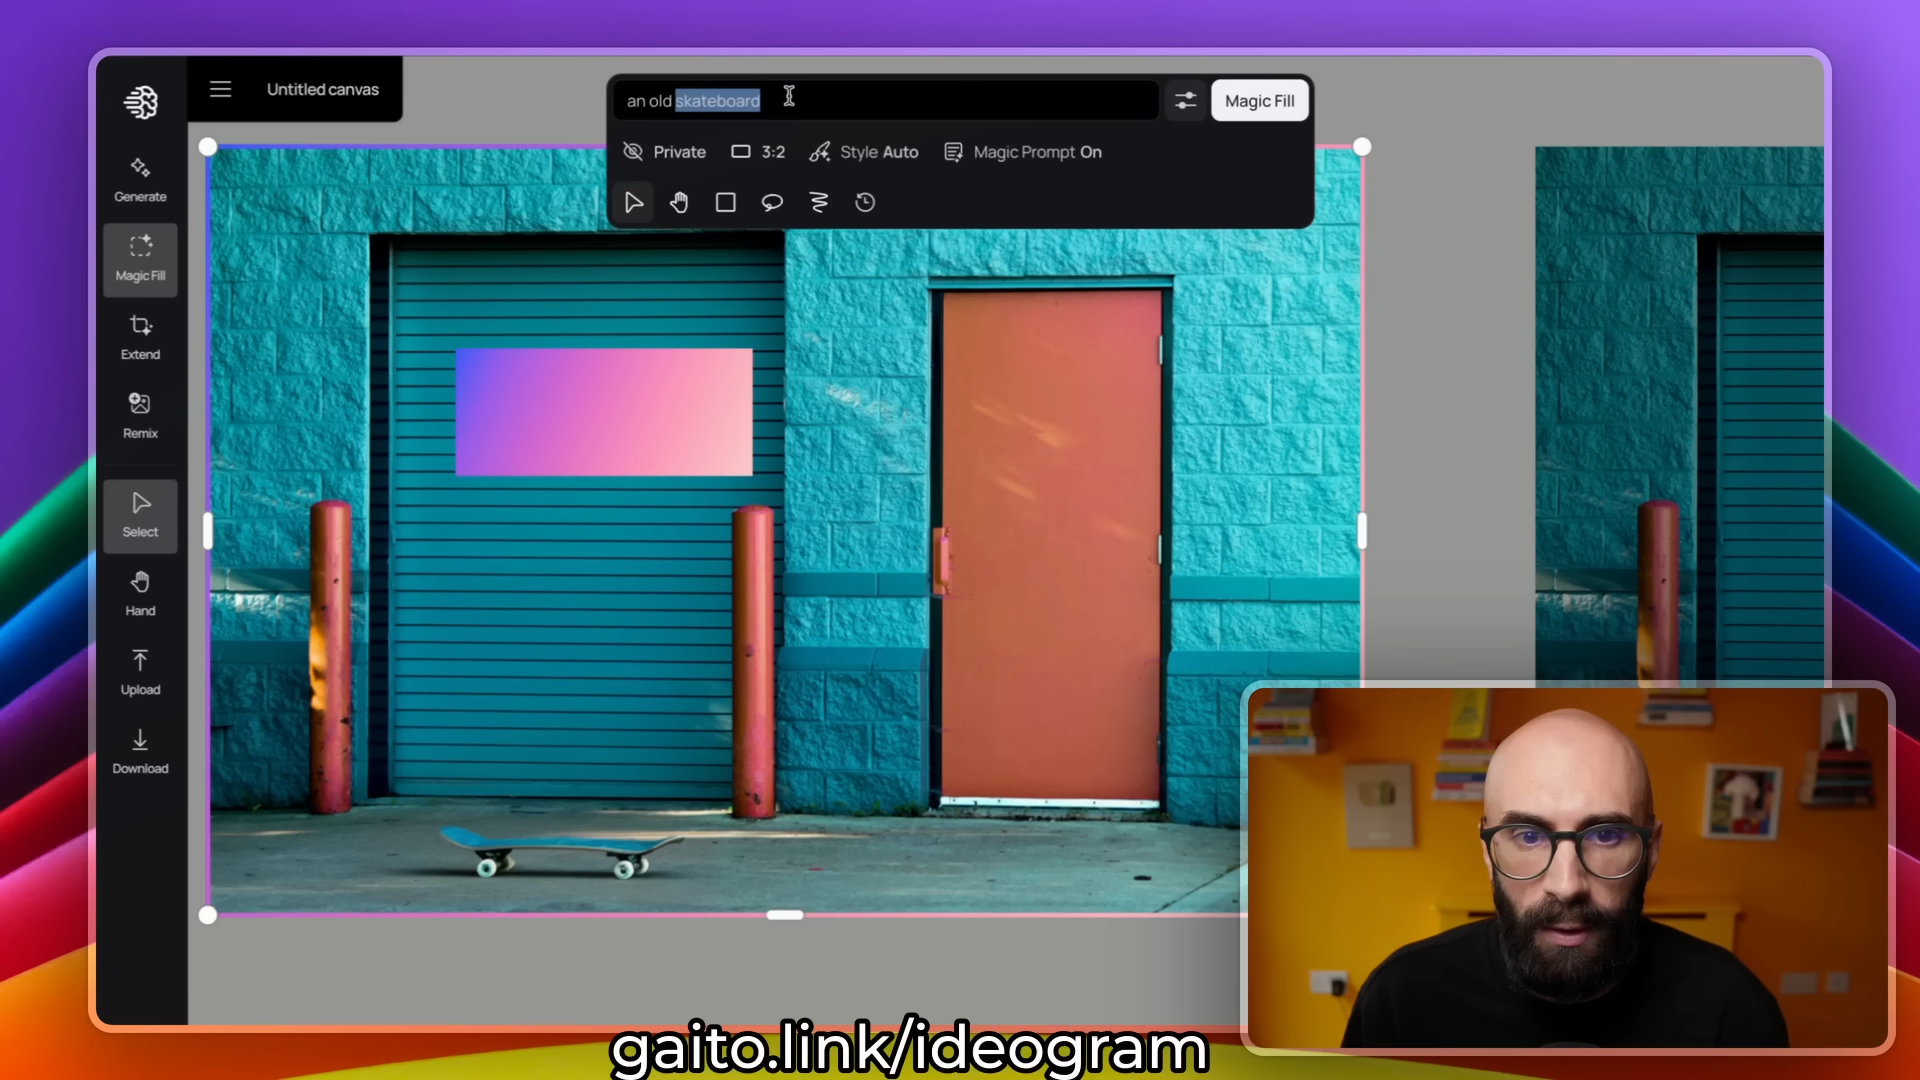 Untitled canvas
an old skateboard
Magic Fill
Private
3:2
Style Auto
Magic Prompt On
Generate
Magic Fill
Extend
Remix
Select
Hand
Upload
Download
gaito.link/ideogram